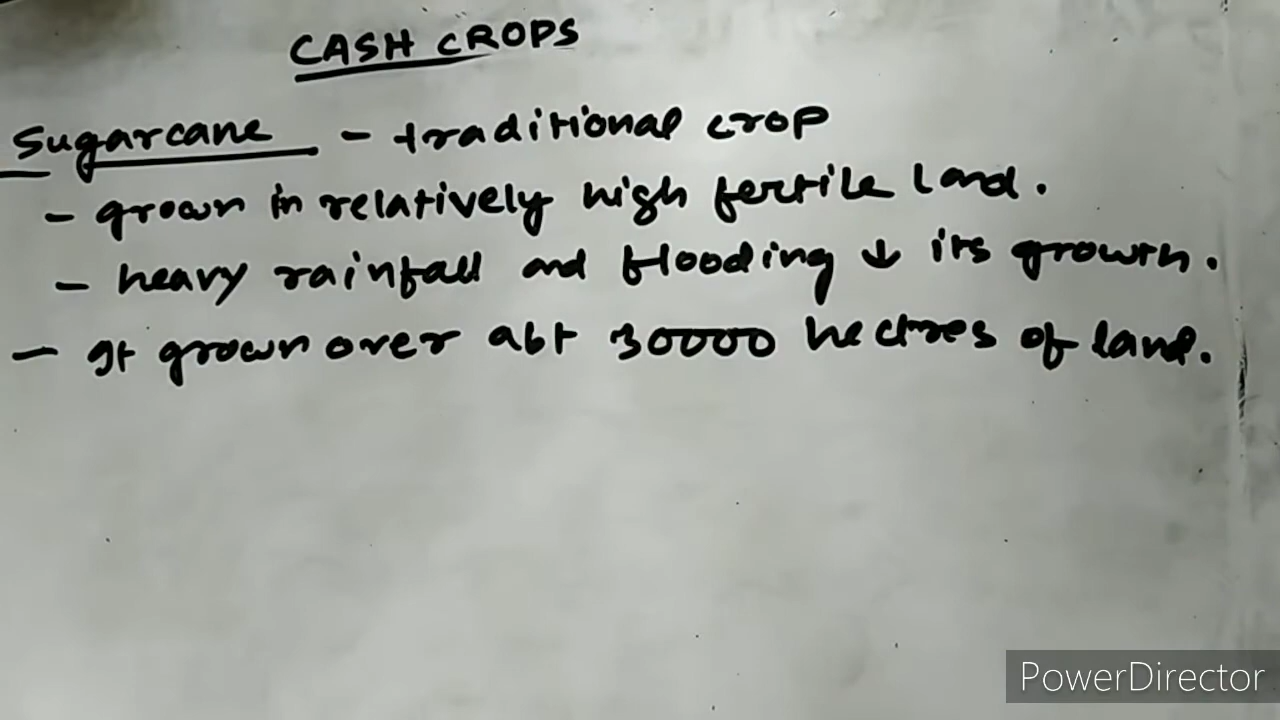 CASH CROPS
Sugarcane - traditional crop
- grown in relatively high fertile land.
- heavy rainfall and flooding ↓ its growth.
- It grown over abt 30000 hectres of land.
PowerDirector